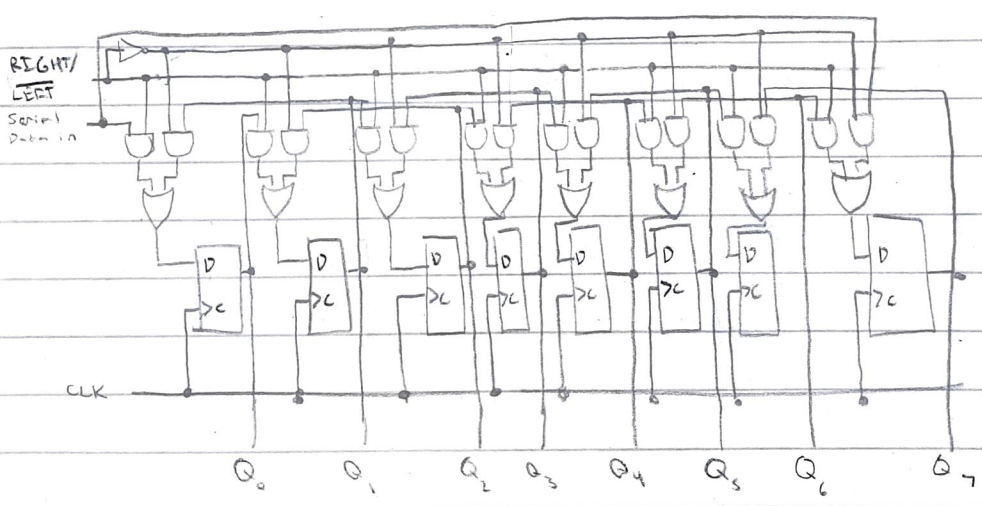 RIGHT/
LEFT
Serial
Data in
D D D D D D D D
>C >C >C >C >C >C >C >C
CLK
Q0 Q1 Q2 Q3 Q4 Q5 Q6 Q7